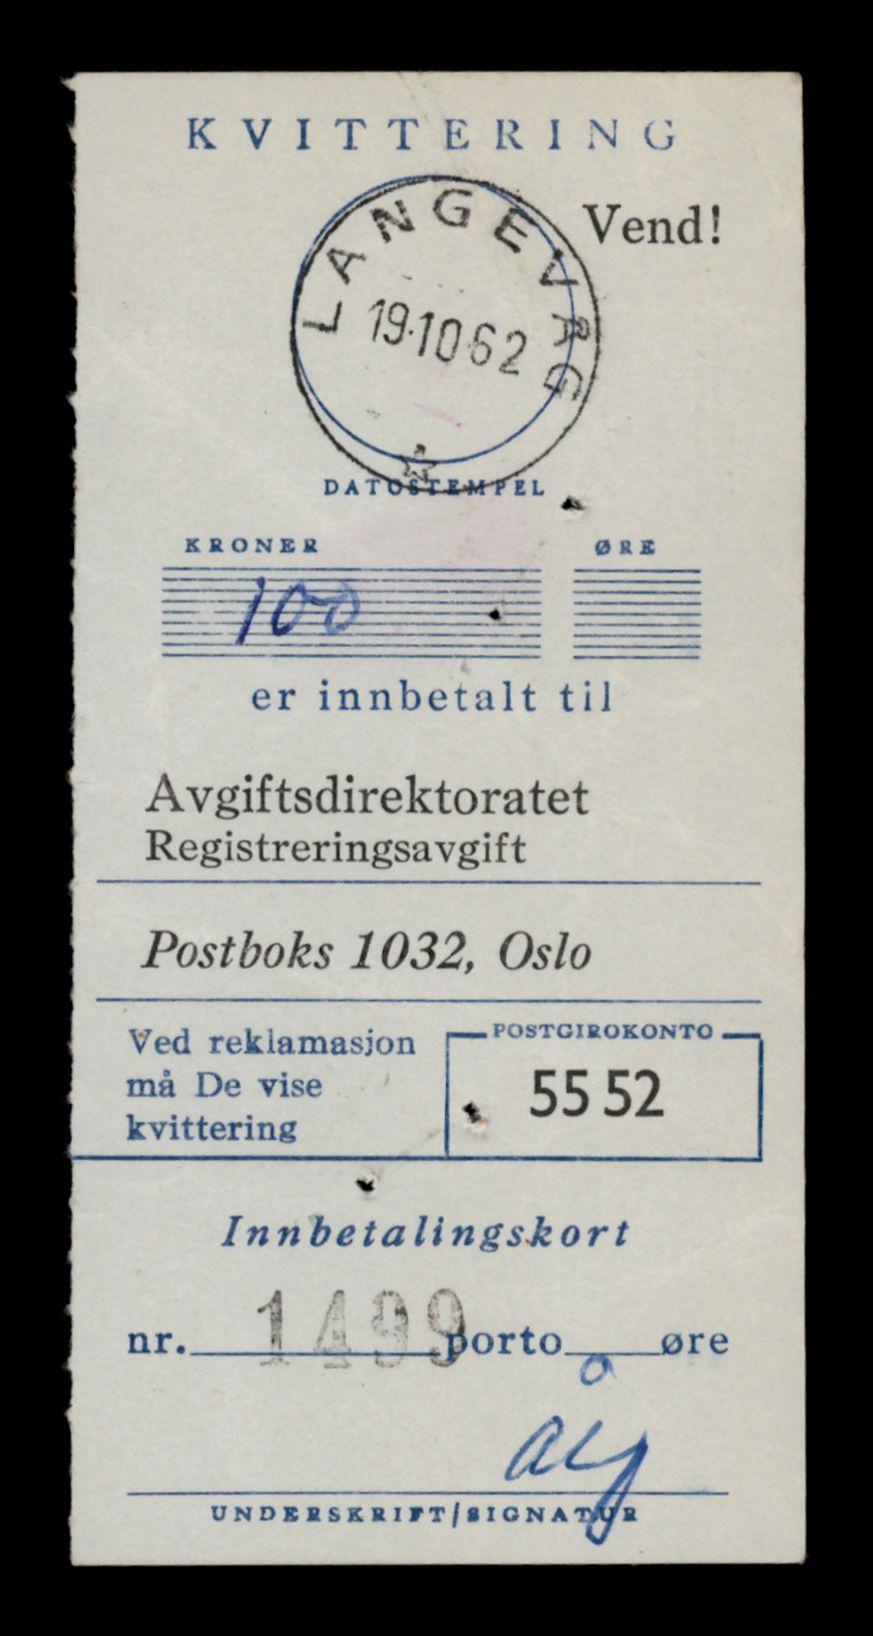 KVITTERING
Vend!
LANGEVÅG
19.10.62
DATOSTEMPEL
KRONER ØRE
100
er innbetalt til
Avgiftsdirektoratet
Registreringsavgift
Postboks 1032, Oslo
Ved reklamasjon
må De vise
kvittering
POSTGIROKONTO
55 52
Innbetalingskort
nr. 1499 porto øre
UNDERSKRIFT/SIGNATUR